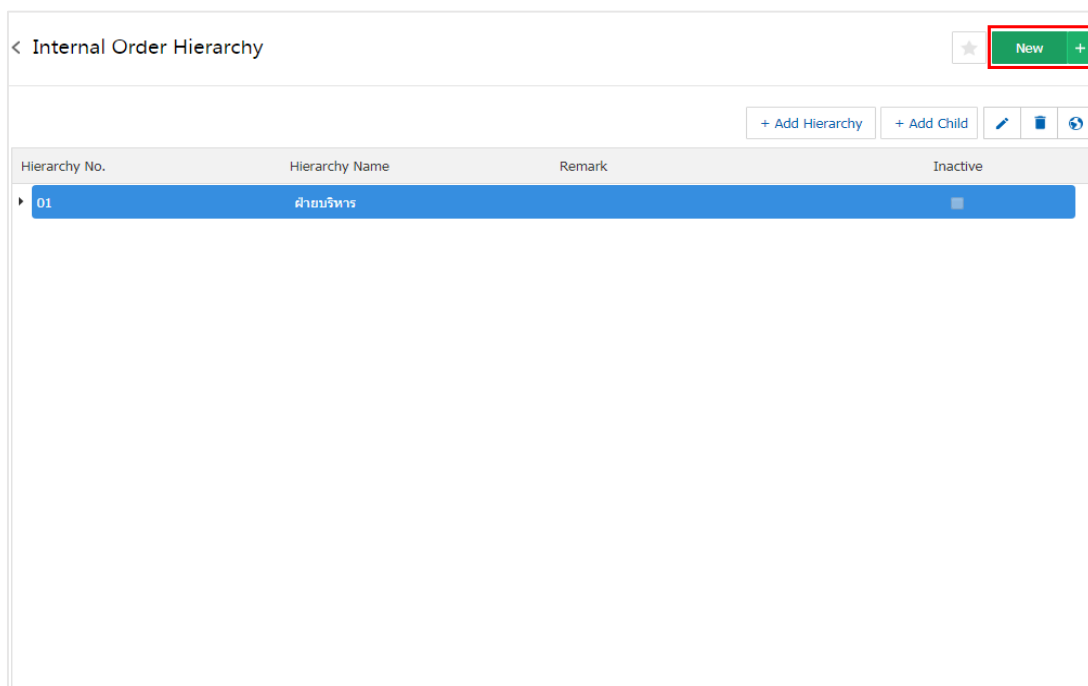 Internal Order Hierarchy
New +
+ Add Hierarchy + Add Child
Hierarchy No. Hierarchy Name Remark Inactive
01 ฝ่ายบริหาร